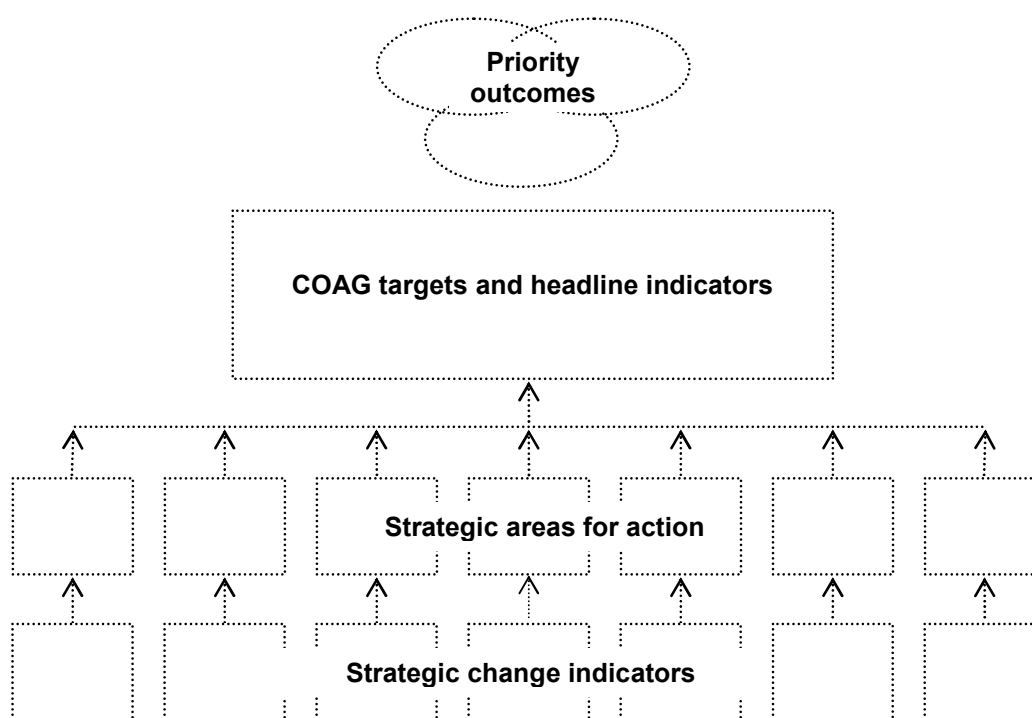 Priority
outcomes
COAG targets and headline indicators
Strategic areas for action
Strategic change indicators